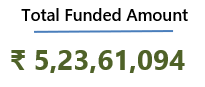 Total Funded Amount
₹ 5,23,61,094